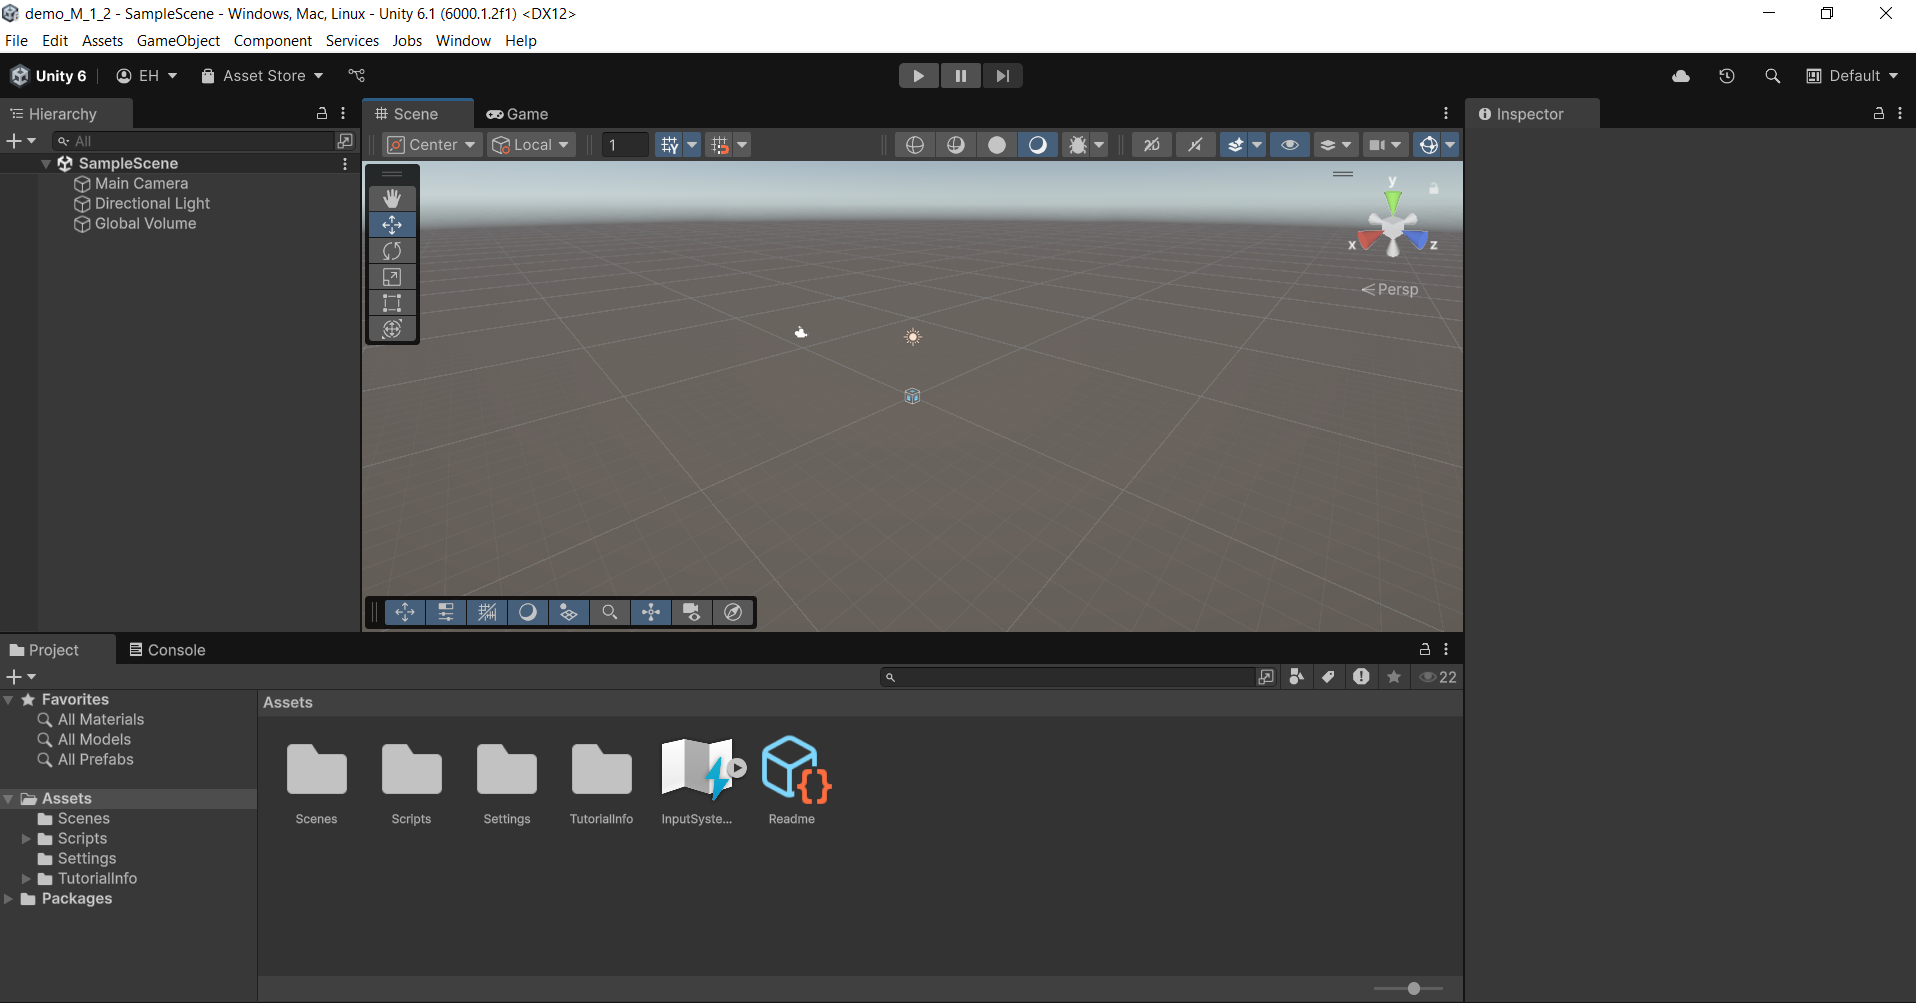 demo_M_1_2 - SampleScene - Windows, Mac, Linux - Unity 6.1 (6000.1.2f1) <DX12>
File Edit Assets GameObject Component Services Jobs Window Help
Unity 6 EH Asset Store Default
Hierarchy
Scene
Game
Inspector
All
Center Local 1 2D
SampleScene
Main Camera
Directional Light
Global Volume
y
x
z
Persp
Project
Console
22
Favorites
All Materials
All Models
All Prefabs
Assets
Scenes
Scripts
Settings
TutorialInfo
Packages
Assets
Scenes Scripts Settings TutorialInfo InputSyste... Readme